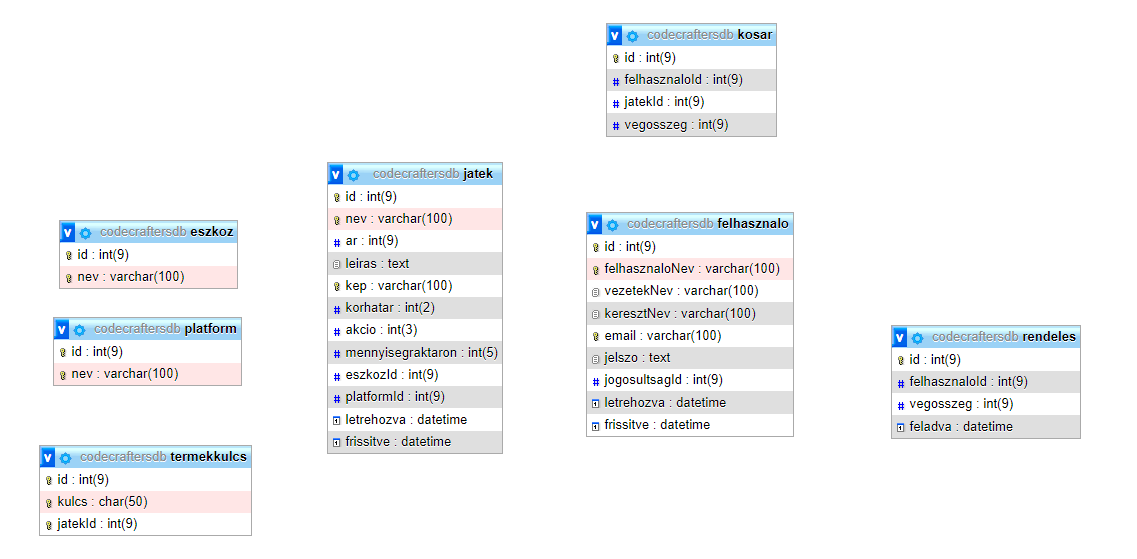 codecraftersdb kosar
id : int(9)
felhasznaloId : int(9)
jatekId : int(9)
vegosszeg : int(9)
codecraftersdb jatek
id : int(9)
nev : varchar(100)
ar : int(9)
leiras : text
kep : varchar(100)
korhatar : int(2)
akcio : int(3)
mennyisegraktaron : int(5)
eszkozId : int(9)
platformId : int(9)
letrehozva : datetime
frissitve : datetime
codecraftersdb felhasznalo
id : int(9)
felhasznaloNev : varchar(100)
vezetekNev : varchar(100)
keresztNev : varchar(100)
email : varchar(100)
jelszo : text
jogosultsagId : int(9)
letrehozva : datetime
frissitve : datetime
codecraftersdb eszkoz
id : int(9)
nev : varchar(100)
codecraftersdb platform
id : int(9)
nev : varchar(100)
codecraftersdb rendeles
id : int(9)
felhasznaloId : int(9)
vegosszeg : int(9)
feladva : datetime
codecraftersdb termekkulcs
id : int(9)
kulcs : char(50)
jatekId : int(9)